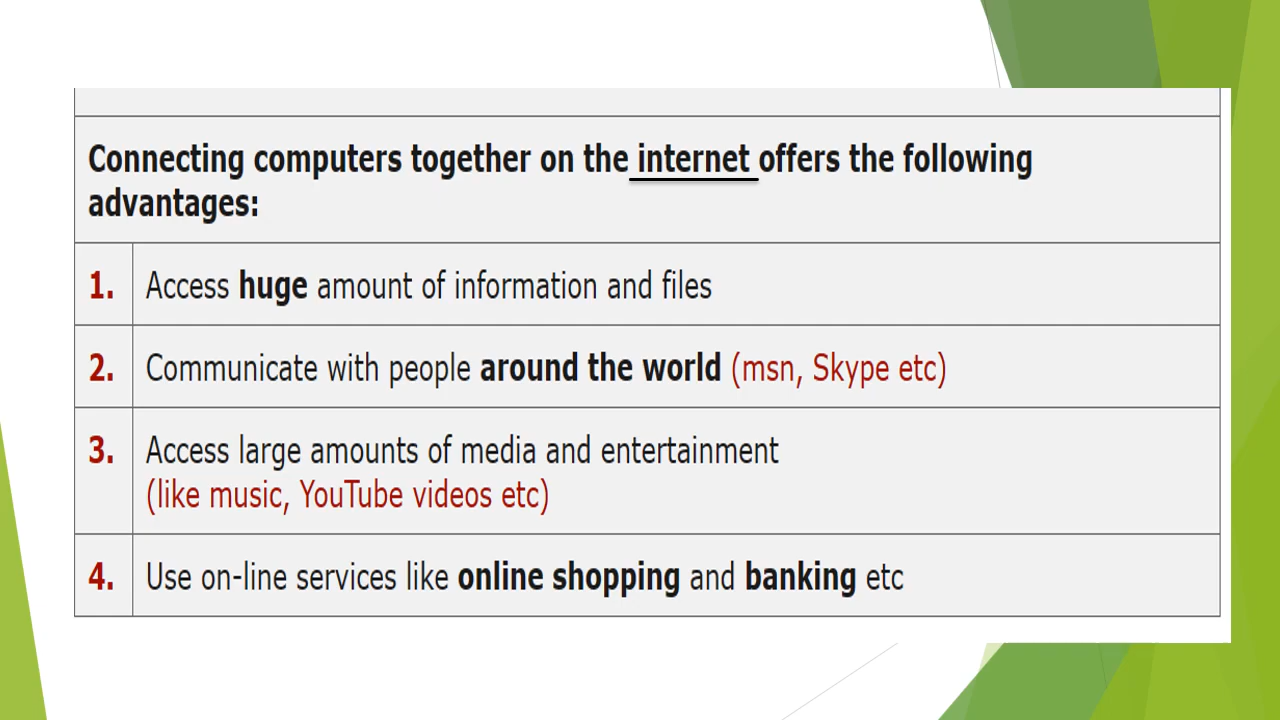 Connecting computers together on the internet offers the following
advantages:
1. Access huge amount of information and files
2. Communicate with people around the world (msn, Skype etc)
3. Access large amounts of media and entertainment
(like music, YouTube videos etc)
4. Use on-line services like online shopping and banking etc